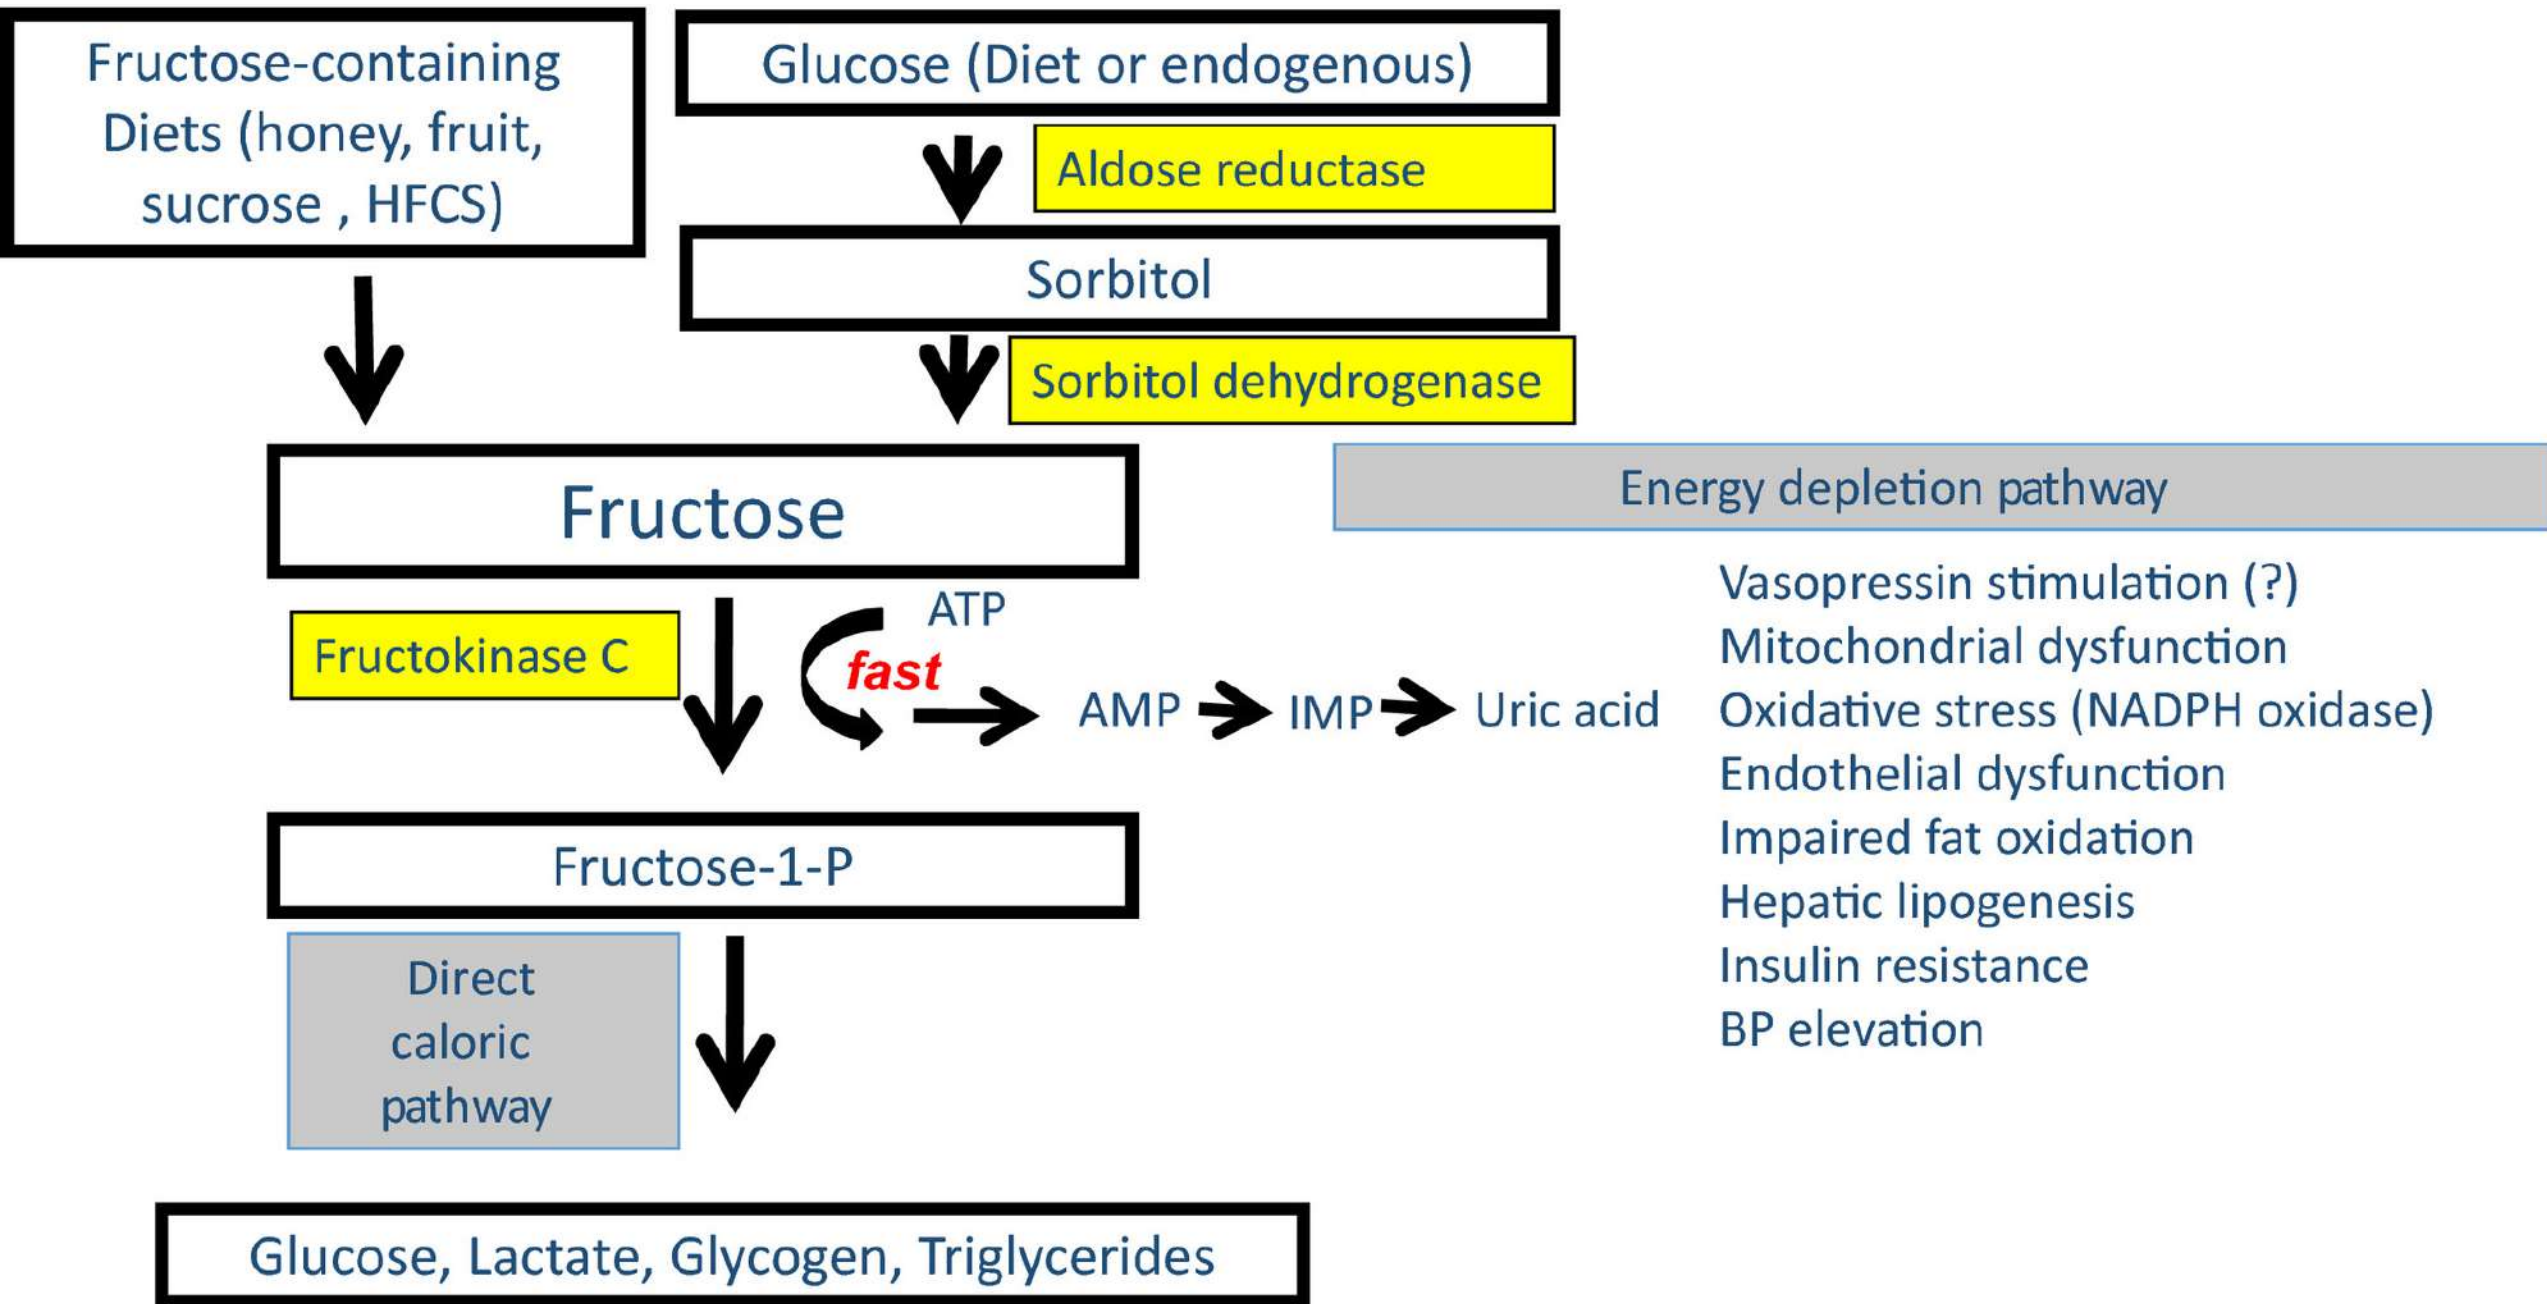 Fructose-containing
Diets (honey, fruit,
sucrose , HFCS)
Glucose (Diet or endogenous)
Aldose reductase
Sorbitol
Sorbitol dehydrogenase
Fructose
Energy depletion pathway
Fructokinase C
ATP
fast
AMP
IMP
Uric acid
Vasopressin stimulation (?)
Mitochondrial dysfunction
Oxidative stress (NADPH oxidase)
Endothelial dysfunction
Impaired fat oxidation
Hepatic lipogenesis
Insulin resistance
BP elevation
Fructose-1-P
Direct
caloric
pathway
Glucose, Lactate, Glycogen, Triglycerides